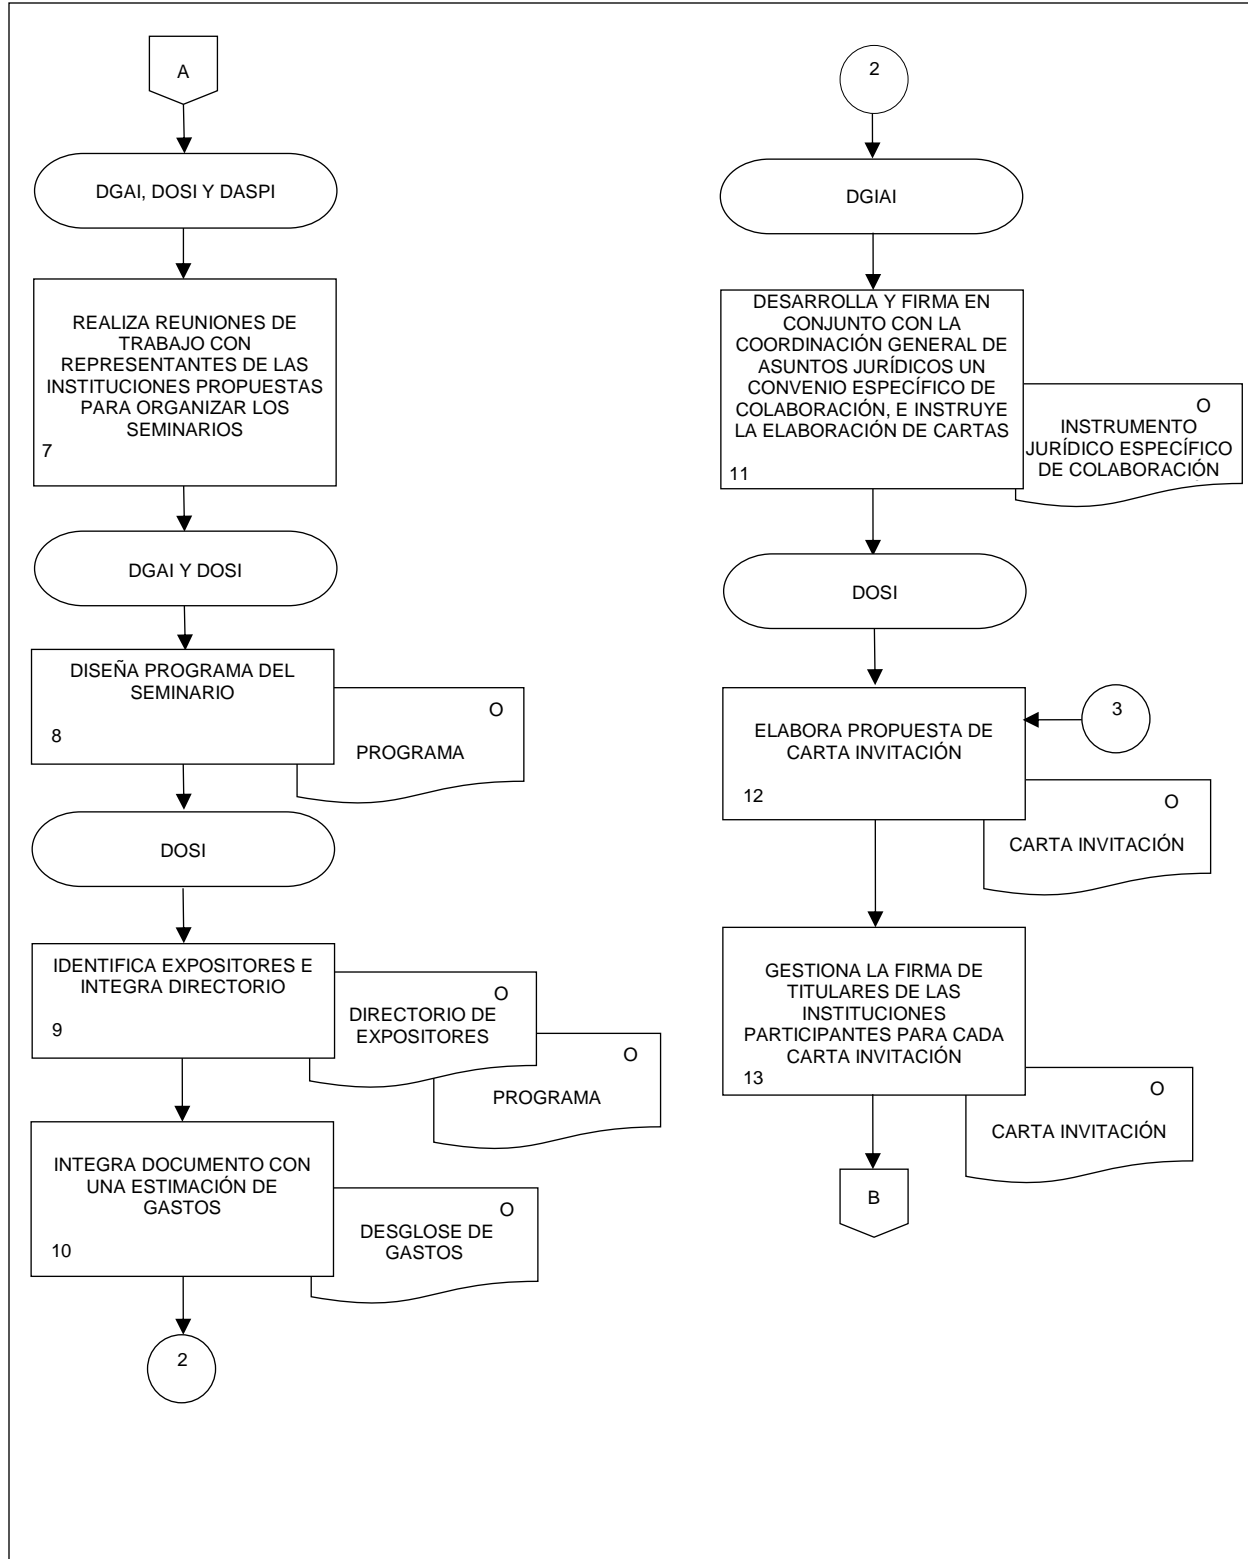 A
DGAI, DOSI Y DASPI
REALIZA REUNIONES DE
TRABAJO CON
REPRESENTANTES DE LAS
INSTITUCIONES PROPUESTAS
PARA ORGANIZAR LOS
SEMINARIOS
7
DGAI Y DOSI
DISEÑA PROGRAMA DEL
SEMINARIO
8
O
PROGRAMA
DOSI
IDENTIFICA EXPOSITORES E
INTEGRA DIRECTORIO
9
O
DIRECTORIO DE
EXPOSITORES
O
PROGRAMA
INTEGRA DOCUMENTO CON
UNA ESTIMACIÓN DE
GASTOS
10
O
DESGLOSE DE
GASTOS
2
2
DGIAI
DESARROLLA Y FIRMA EN
CONJUNTO CON LA
COORDINACIÓN GENERAL DE
ASUNTOS JURÍDICOS UN
CONVENIO ESPECÍFICO DE
COLABORACIÓN, E INSTRUYE
LA ELABORACIÓN DE CARTAS
11
O
INSTRUMENTO
JURÍDICO ESPECÍFICO
DE COLABORACIÓN
DOSI
ELABORA PROPUESTA DE
CARTA INVITACIÓN
12
3
O
CARTA INVITACIÓN
GESTIONA LA FIRMA DE
TITULARES DE LAS
INSTITUCIONES
PARTICIPANTES PARA CADA
CARTA INVITACIÓN
13
O
CARTA INVITACIÓN
B